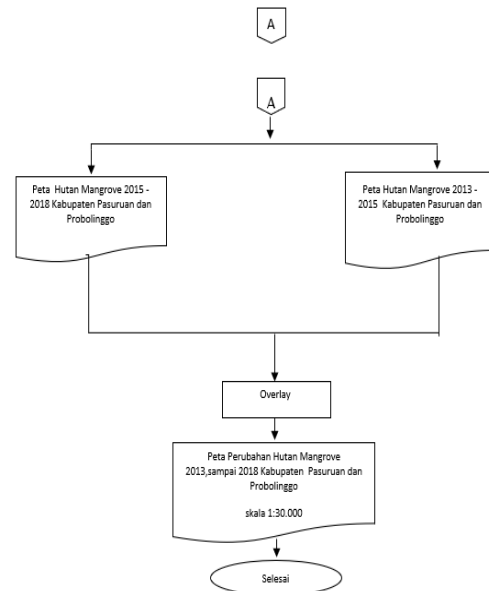 A
A
Peta Hutan Mangrove 2015 -
2018 Kabupaten Pasuruan dan
Probolinggo
Peta Hutan Mangrove 2013 -
2015 Kabupaten Pasuruan dan
Probolinggo
Overlay
Peta Perubahan Hutan Mangrove
2013,sampai 2018 Kabupaten Pasuruan dan
Probolinggo
skala 1:30.000
Selesai